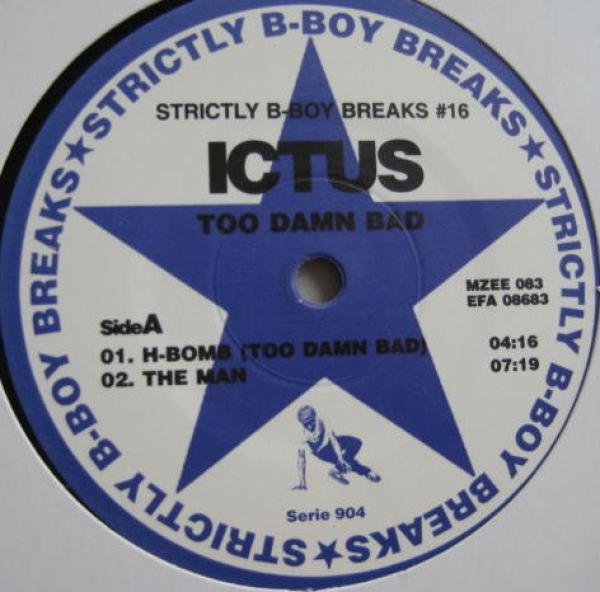 STRICTLY B-BOY BREAKS★STRICTLY B-BOY BREAKS★STRICTLY B-BOY BREAKS★
STRICTLY B-BOY BREAKS #16
ICTUS
TOO DAMN BAD
MZEE 083
EFA 08683
SideA
01. H-BOMB (TOO DAMN BAD) 04:16
02. THE MAN 07:19
Serie 904